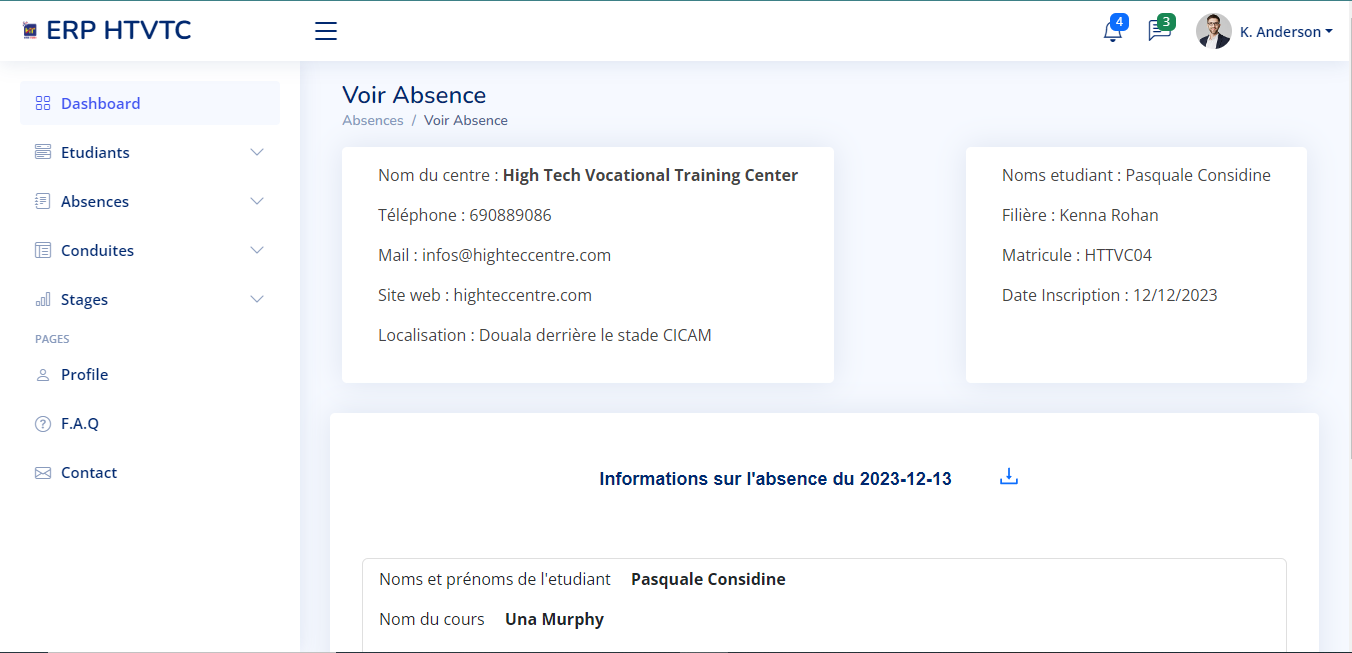 ERP HTVTC
4
3
K. Anderson
Dashboard
Etudiants
Absences
Conduites
Stages
PAGES
Profile
F.A.Q
Contact
Voir Absence
Absences / Voir Absence
Nom du centre : High Tech Vocational Training Center
Téléphone : 690889086
Mail : infos@highteccentre.com
Site web : highteccentre.com
Localisation : Douala derrière le stade CICAM
Noms etudiant : Pasquale Considine
Filière : Kenna Rohan
Matricule : HTTVC04
Date Inscription : 12/12/2023
Informations sur l'absence du 2023-12-13
Noms et prénoms de l'etudiant Pasquale Considine
Nom du cours Una Murphy